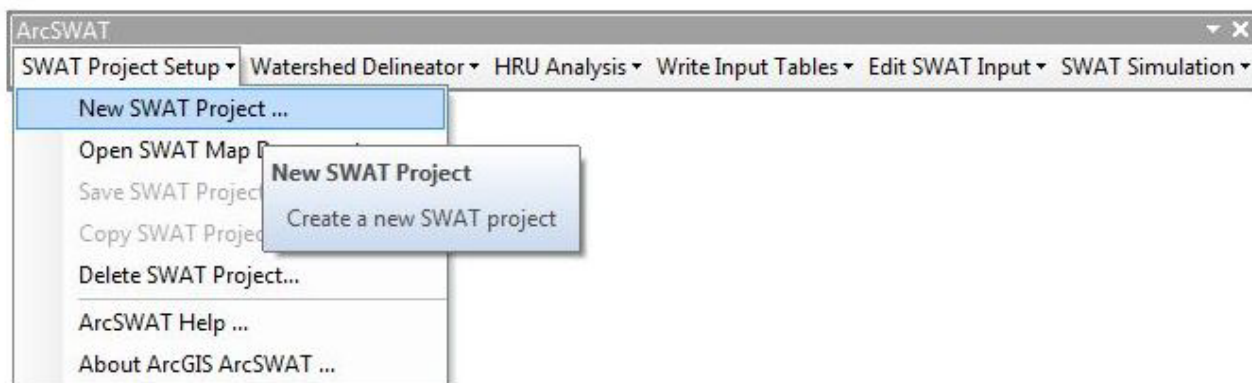 ArcSWAT
SWAT Project Setup Watershed Delineator HRU Analysis Write Input Tables Edit SWAT Input SWAT Simulation
New SWAT Project ...
Open SWAT Map
New SWAT Project
Save SWAT Project
Create a new SWAT project
Copy SWAT
Delete SWAT Project...
ArcSWAT Help ...
About ArcGIS ArcSWAT ...